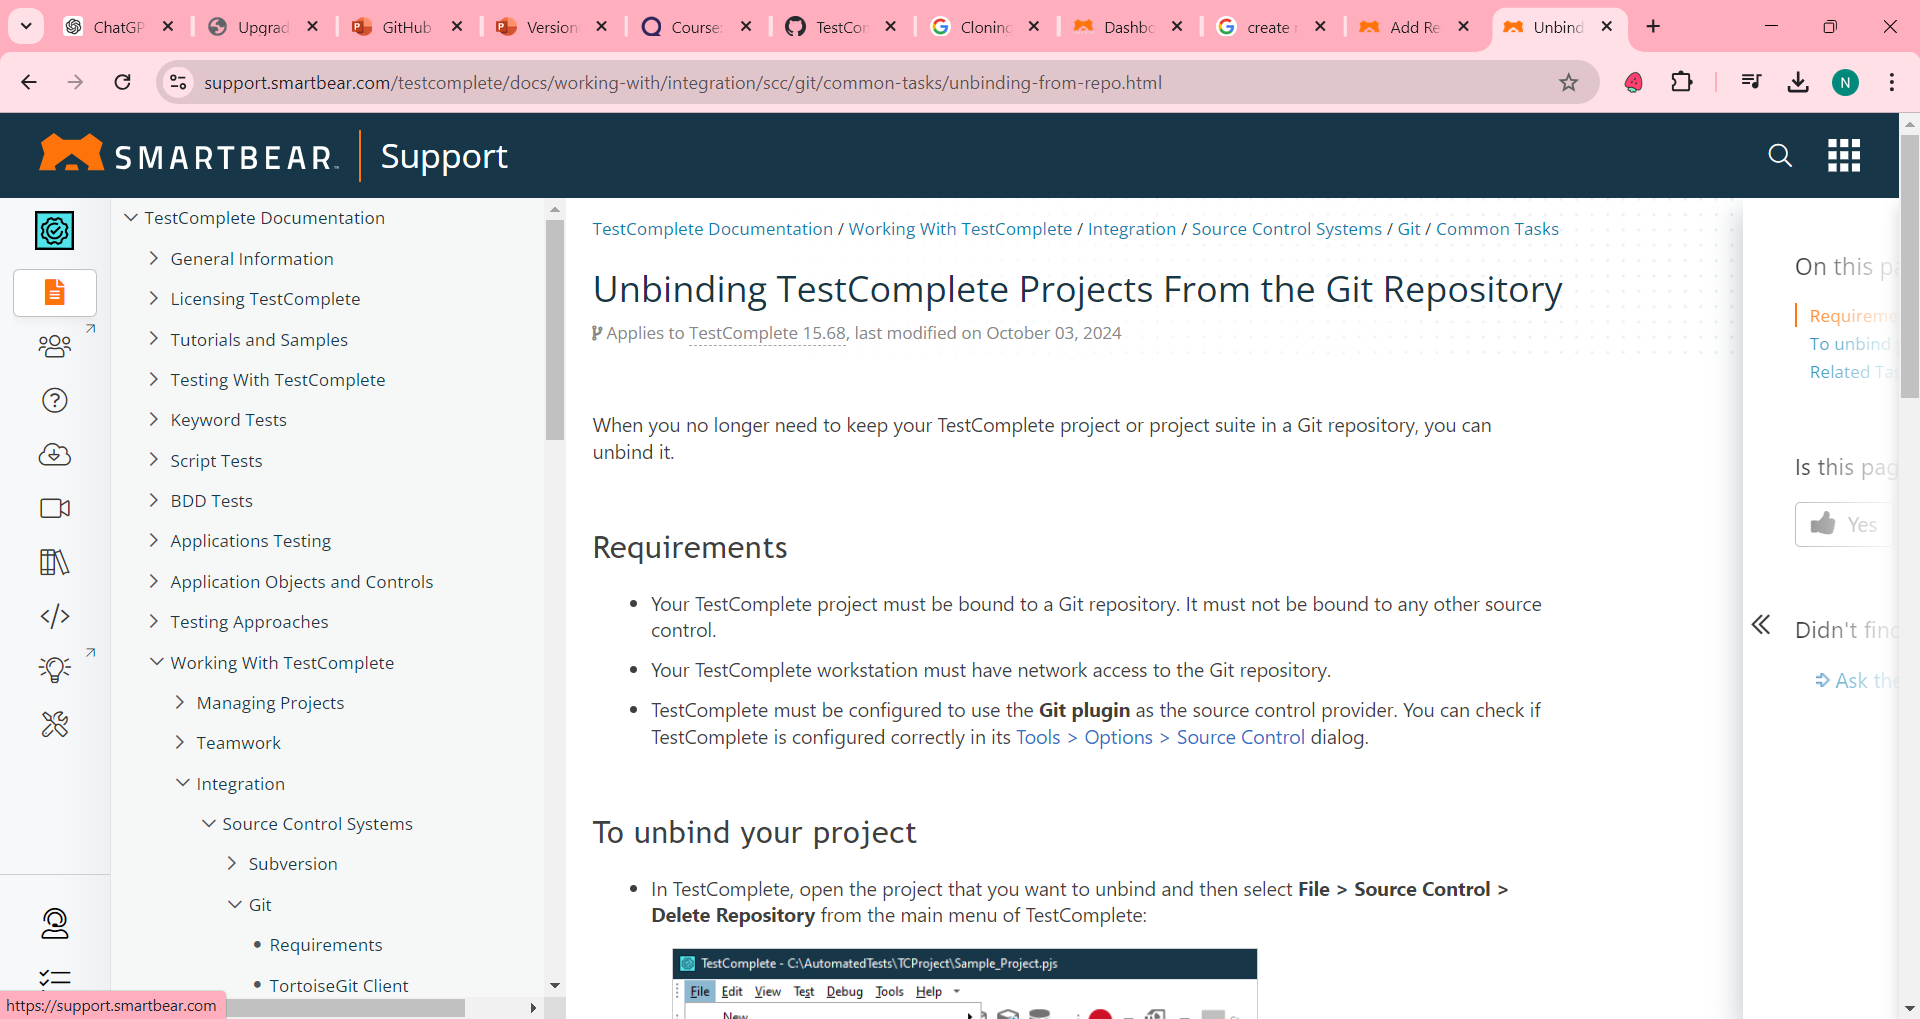 ChatGP
Upgrad
GitHub
Version
Course:
TestCor
Cloning
Dashbo
create r
Add Re
Unbind
support.smartbear.com/testcomplete/docs/working-with/integration/scc/git/common-tasks/unbinding-from-repo.html
N
SMARTBEAR
Support
TestComplete Documentation
General Information
Licensing TestComplete
Tutorials and Samples
Testing With TestComplete
Keyword Tests
Script Tests
BDD Tests
Applications Testing
Application Objects and Controls
Testing Approaches
Working With TestComplete
Managing Projects
Teamwork
Integration
Source Control Systems
Subversion
Git
Requirements
TortoiseGit Client
https://support.smartbear.com
TestComplete Documentation / Working With TestComplete / Integration / Source Control Systems / Git / Common Tasks
Unbinding TestComplete Projects From the Git Repository
Applies to TestComplete 15.68, last modified on October 03, 2024
When you no longer need to keep your TestComplete project or project suite in a Git repository, you can
unbind it.
Requirements
• Your TestComplete project must be bound to a Git repository. It must not be bound to any other source
control.
• Your TestComplete workstation must have network access to the Git repository.
• TestComplete must be configured to use the Git plugin as the source control provider. You can check if
TestComplete is configured correctly in its Tools > Options > Source Control dialog.
To unbind your project
• In TestComplete, open the project that you want to unbind and then select File > Source Control >
Delete Repository from the main menu of TestComplete:
TestComplete - C:\AutomatedTests\TCProject\Sample_Project.pjs
File Edit View Test Debug Tools Help
New
On this pa
Requireme
To unbind
Related Ta
Is this pag
Yes
Didn't find
Ask the